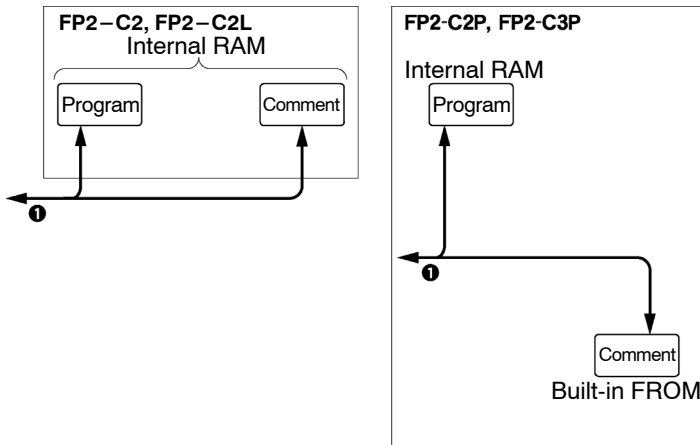 FP2–C2, FP2–C2L
Internal RAM
Program
Comment
❶
FP2-C2P, FP2-C3P
Internal RAM
Program
❶
Comment
Built-in FROM